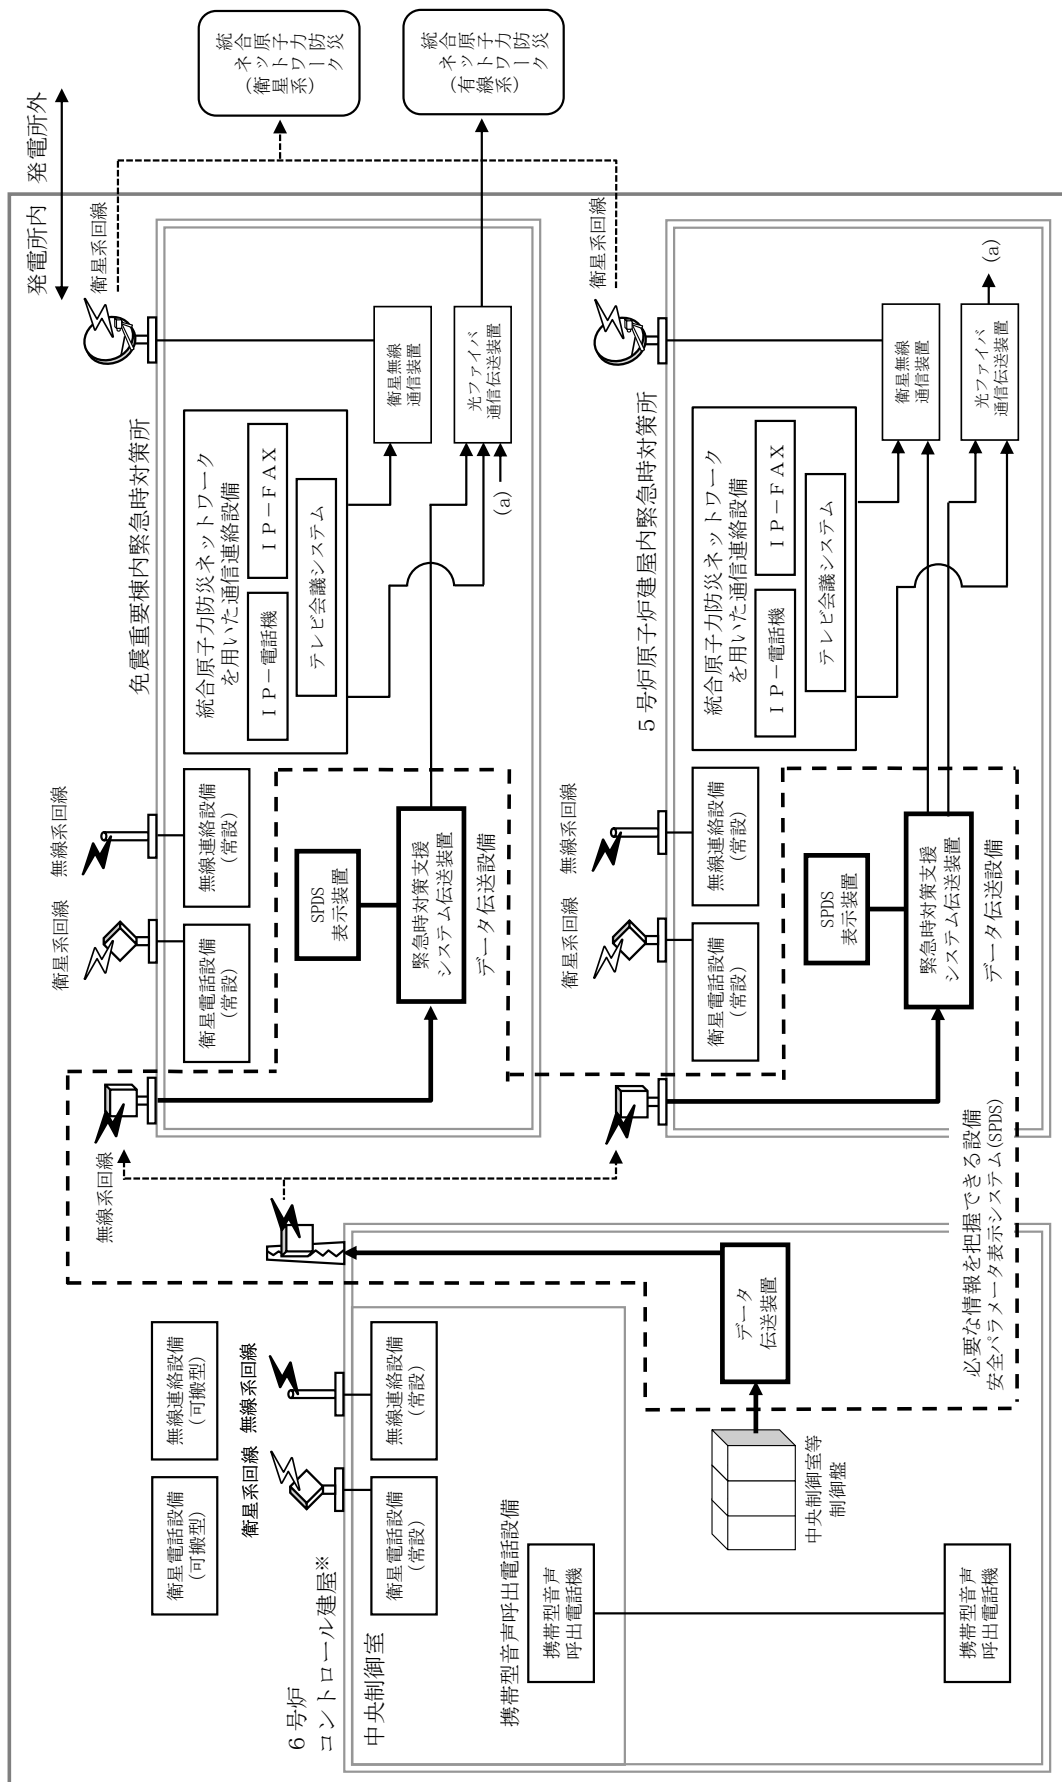 発電所内
発電所外
衛星系回線
統合原子力防災
ネットワーク
(衛星系)
統合原子力防災
ネットワーク
(有線系)
免震重要棟内緊急時対策所
無線系回線
衛星系回線
無線系回線
衛星電話設備
(常設)
無線連絡設備
(常設)
統合原子力防災ネットワーク
を用いた通信連絡設備
ＩＰ－電話機
ＩＰ－FAX
テレビ会議システム
衛星無線
通信装置
光ファイバ
通信伝送装置
(a)
SPDS
表示装置
緊急時対策支援
システム伝送装置
データ伝送設備
5号炉原子炉建屋内緊急時対策所
衛星系回線
無線系回線
衛星系回線
衛星電話設備
(常設)
無線連絡設備
(常設)
統合原子力防災ネットワーク
を用いた通信連絡設備
ＩＰ－電話機
ＩＰ－FAX
テレビ会議システム
衛星無線
通信装置
光ファイバ
通信伝送装置
(a)
SPDS
表示装置
緊急時対策支援
システム伝送装置
データ伝送設備
必要な情報を把握できる設備
安全パラメータ表示システム(SPDS)
衛星電話設備
(可搬型)
無線連絡設備
(可搬型)
衛星系回線
無線系回線
6号炉
コントロール建屋※
中央制御室
衛星電話設備
(常設)
無線連絡設備
(常設)
携帯型音声呼出電話設備
携帯型音声
呼出電話機
携帯型音声
呼出電話機
中央制御室等
制御盤
データ
伝送装置